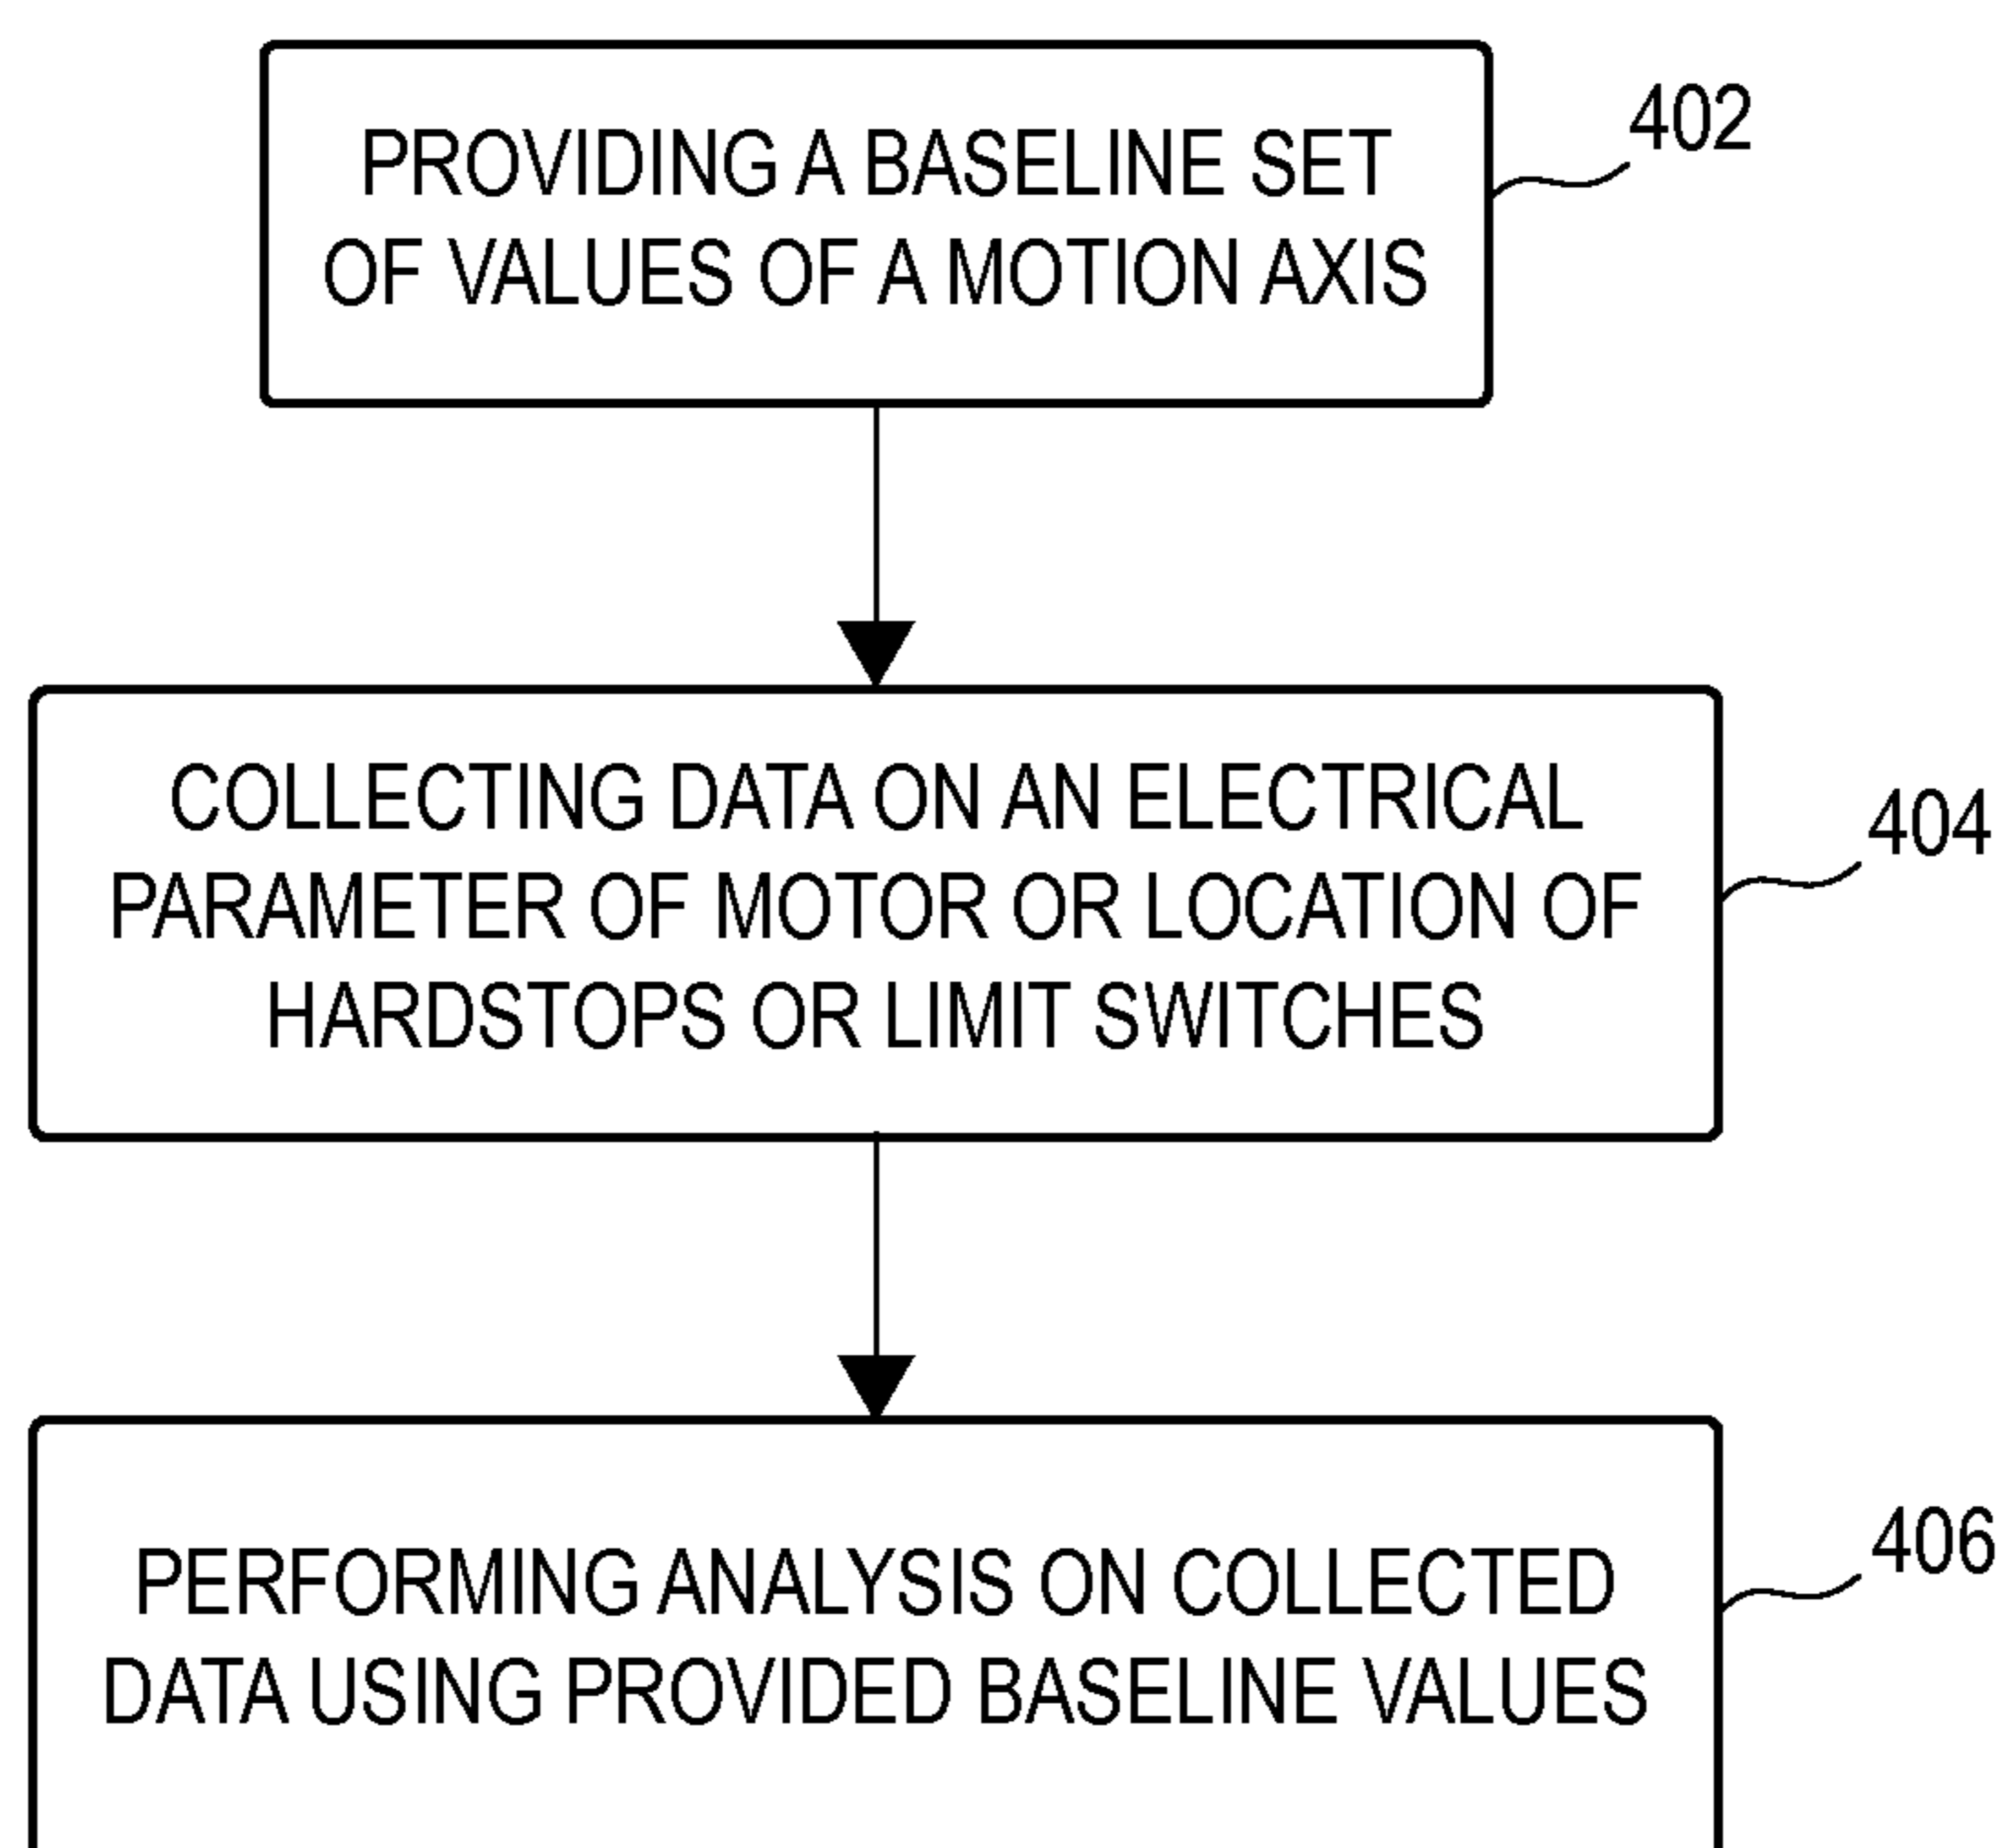 PROVIDING A BASELINE SET
OF VALUES OF A MOTION AXIS
402
COLLECTING DATA ON AN ELECTRICAL
PARAMETER OF MOTOR OR LOCATION OF
HARDSTOPS OR LIMIT SWITCHES
404
PERFORMING ANALYSIS ON COLLECTED
DATA USING PROVIDED BASELINE VALUES
406